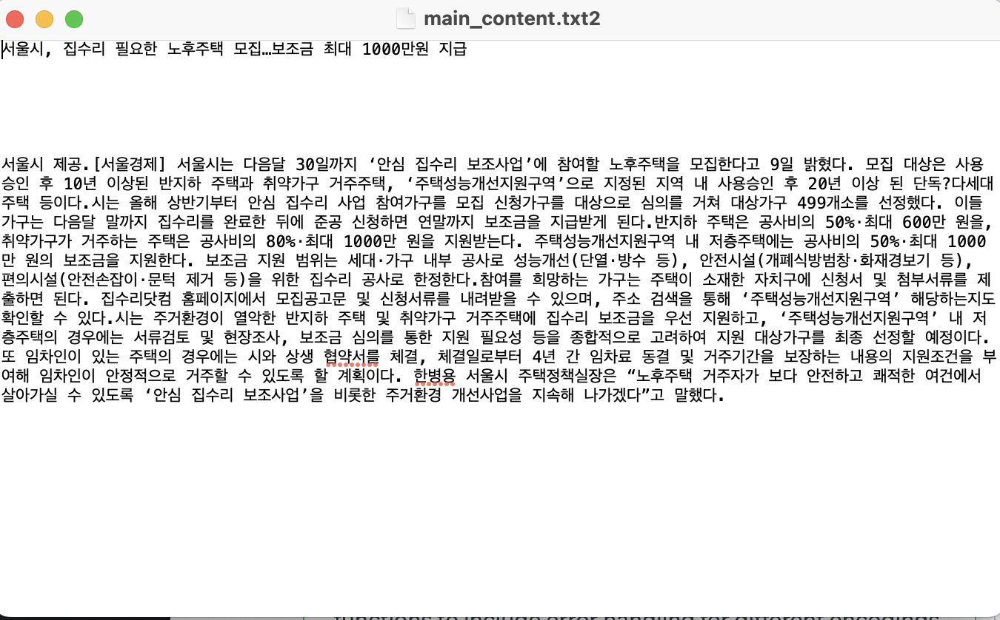 main_content.txt2
서울시, 집수리 필요한 노후주택 모집…보조금 최대 1000만원 지급
서울시 제공.[서울경제] 서울시는 다음달 30일까지 ‘안심 집수리 보조사업’에 참여할 노후주택을 모집한다고 9일 밝혔다. 모집 대상은 사용
승인 후 10년 이상된 반지하 주택과 취약가구 거주주택, ‘주택성능개선지원구역’으로 지정된 지역 내 사용승인 후 20년 이상 된 단독?다세대
주택 등이다.시는 올해 상반기부터 안심 집수리 사업 참여가구를 모집 신청가구를 대상으로 심의를 거쳐 대상가구 499개소를 선정했다. 이들
가구는 다음달 말까지 집수리를 완료한 뒤에 준공 신청하면 연말까지 보조금을 지급받게 된다.반지하 주택은 공사비의 50%·최대 600만 원을,
취약가구가 거주하는 주택은 공사비의 80%·최대 1000만 원을 지원받는다. 주택성능개선지원구역 내 저층주택에는 공사비의 50%·최대 1000
만 원의 보조금을 지원한다. 보조금 지원 범위는 세대·가구 내부 공사로 성능개선(단열·방수 등), 안전시설(개폐식방범창·화재경보기 등),
편의시설(안전손잡이·문턱 제거 등)을 위한 집수리 공사로 한정한다.참여를 희망하는 가구는 주택이 소재한 자치구에 신청서 및 첨부서류를 제
출하면 된다. 집수리닷컴 홈페이지에서 모집공고문 및 신청서류를 내려받을 수 있으며, 주소 검색을 통해 ‘주택성능개선지원구역’ 해당하는지도
확인할 수 있다.시는 주거환경이 열악한 반지하 주택 및 취약가구 거주주택에 집수리 보조금을 우선 지원하고, ‘주택성능개선지원구역’ 내 저
층주택의 경우에는 서류검토 및 현장조사, 보조금 심의를 통한 지원 필요성 등을 종합적으로 고려하여 지원 대상가구를 최종 선정할 예정이다.
또 임차인이 있는 주택의 경우에는 시와 상생 협약서를 체결, 체결일로부터 4년 간 임차료 동결 및 거주기간을 보장하는 내용의 지원조건을 부
여해 임차인이 안정적으로 거주할 수 있도록 할 계획이다. 한병용 서울시 주택정책실장은 “노후주택 거주자가 보다 안전하고 쾌적한 여건에서
살아가실 수 있도록 ‘안심 집수리 보조사업’을 비롯한 주거환경 개선사업을 지속해 나가겠다”고 말했다.
functions to include error handling for different encodings